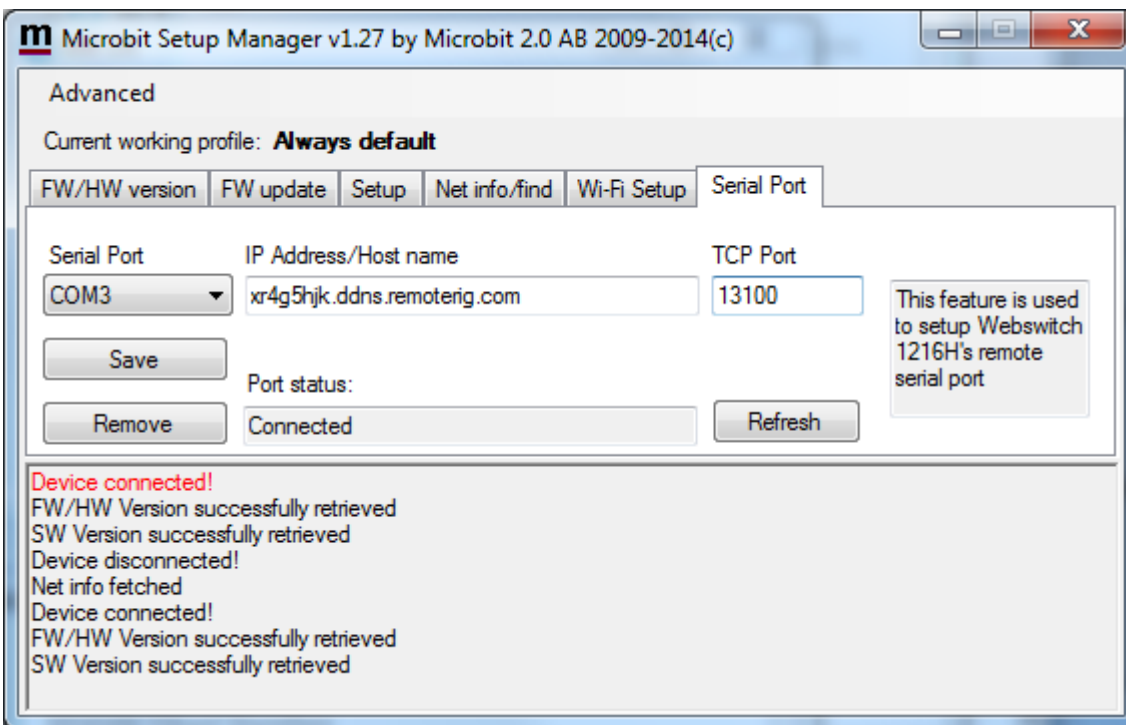 m Microbit Setup Manager v1.27 by Microbit 2.0 AB 2009-2014(c)
Advanced
Current working profile: Always default
FW/HW version FW update Setup Net info/find Wi-Fi Setup Serial Port
Serial Port IP Address/Host name TCP Port
COM3 xr4g5hjk.ddns.remoterig.com 13100
This feature is used
to setup Webswitch
1216H's remote
serial port
Save
Port status:
Remove Connected Refresh
Device connected!
FW/HW Version successfully retrieved
SW Version successfully retrieved
Device disconnected!
Net info fetched
Device connected!
FW/HW Version successfully retrieved
SW Version successfully retrieved